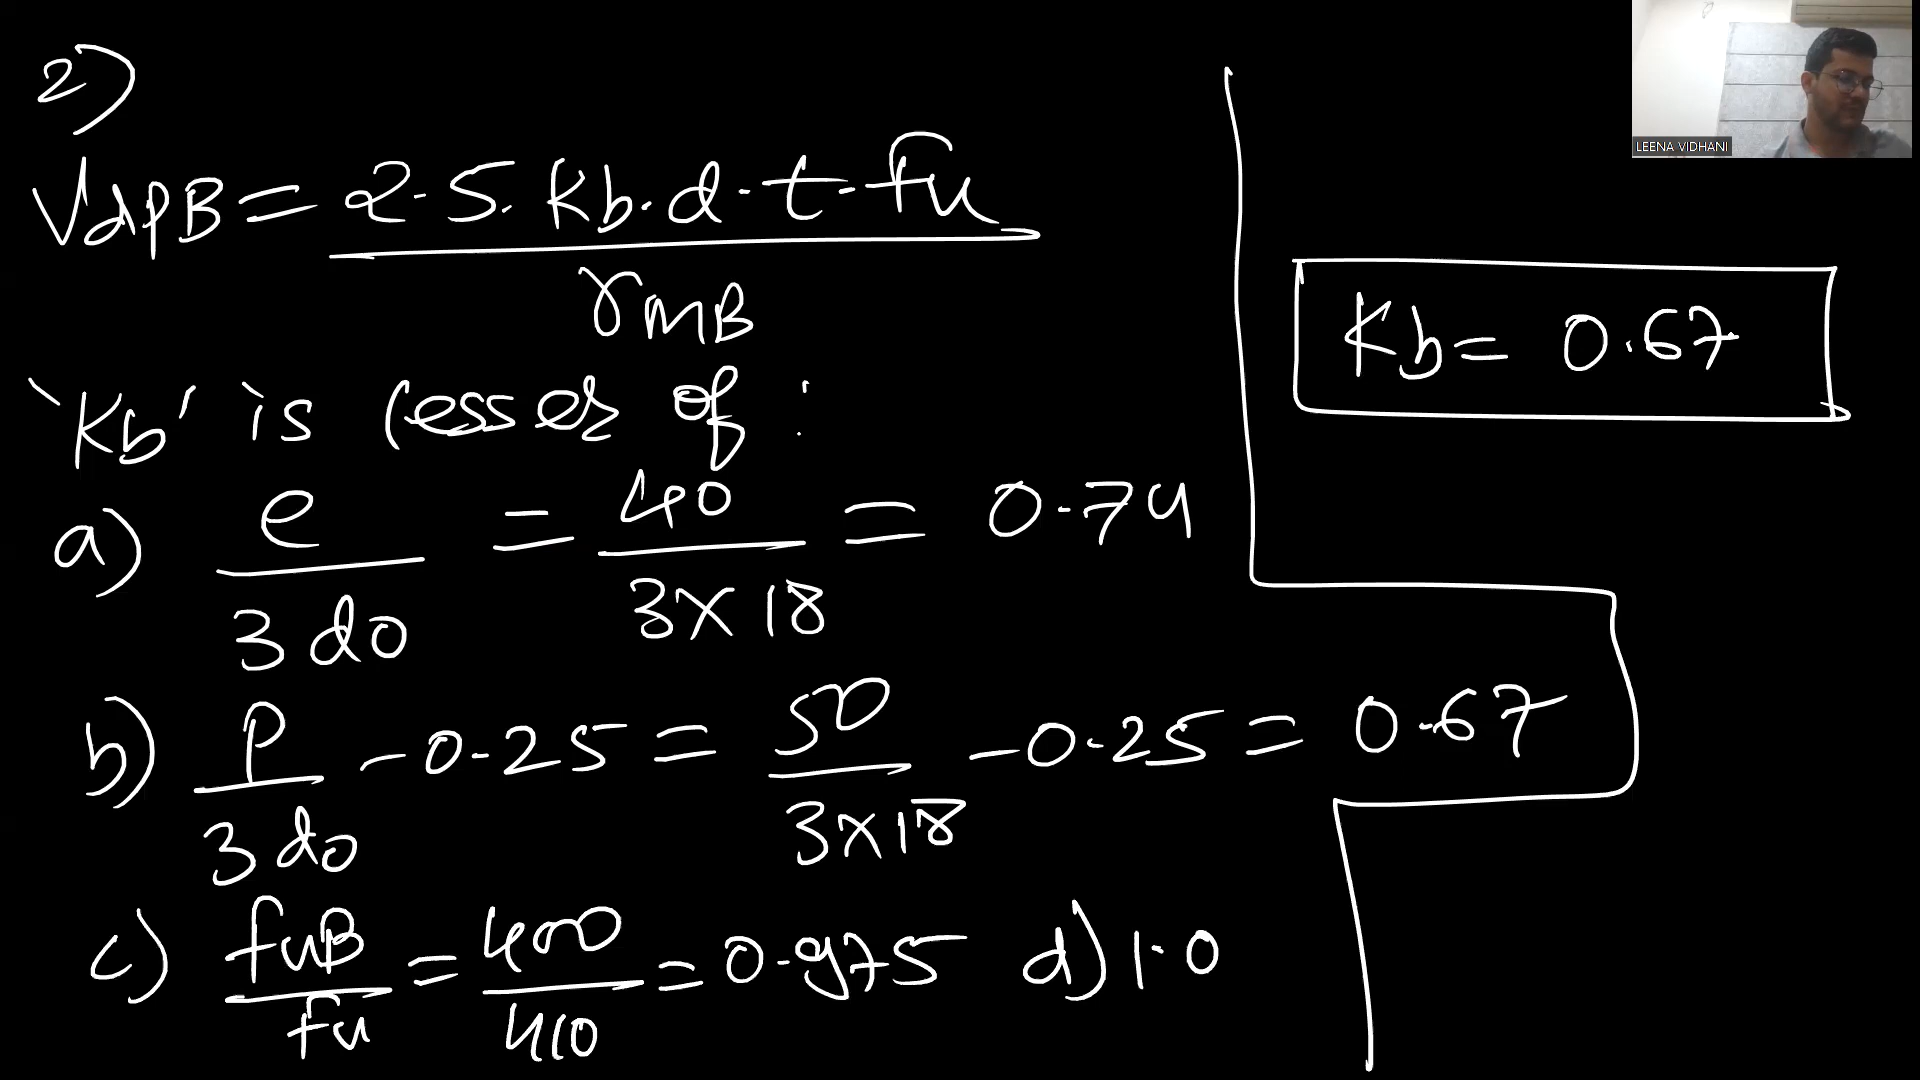 2)
VdpB = 2.5.Kb.d.t.fu
γmB
'Kb' is lesser of :
a) e/3do = 40/3×18 = 0.74
b) P/3do - 0.25 = 50/3×18 - 0.25 = 0.67
c) fuB/fu = 400/410 = 0.975 d) 1.0
Kb = 0.67
LEENA VIDHANI